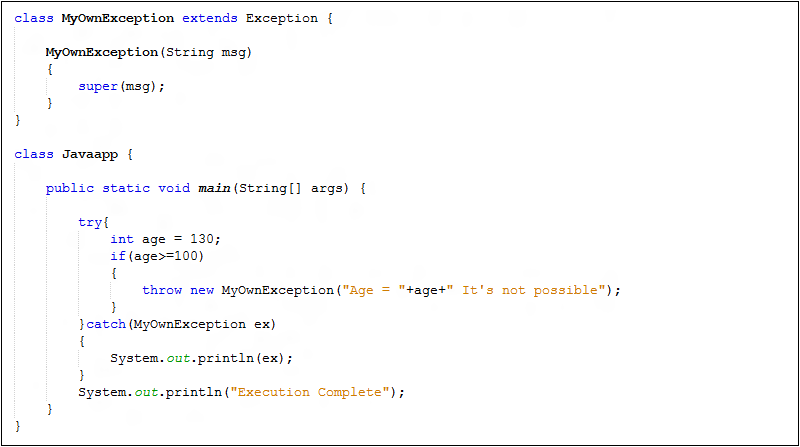 class MyOwnException extends Exception {
MyOwnException(String msg)
{
super(msg);
}
}
class Javaapp {
public static void main(String[] args) {
try{
int age = 130;
if(age>=100)
{
throw new MyOwnException("Age = "+age+" It's not possible");
}
}catch(MyOwnException ex)
{
System.out.println(ex);
}
System.out.println("Execution Complete");
}
}